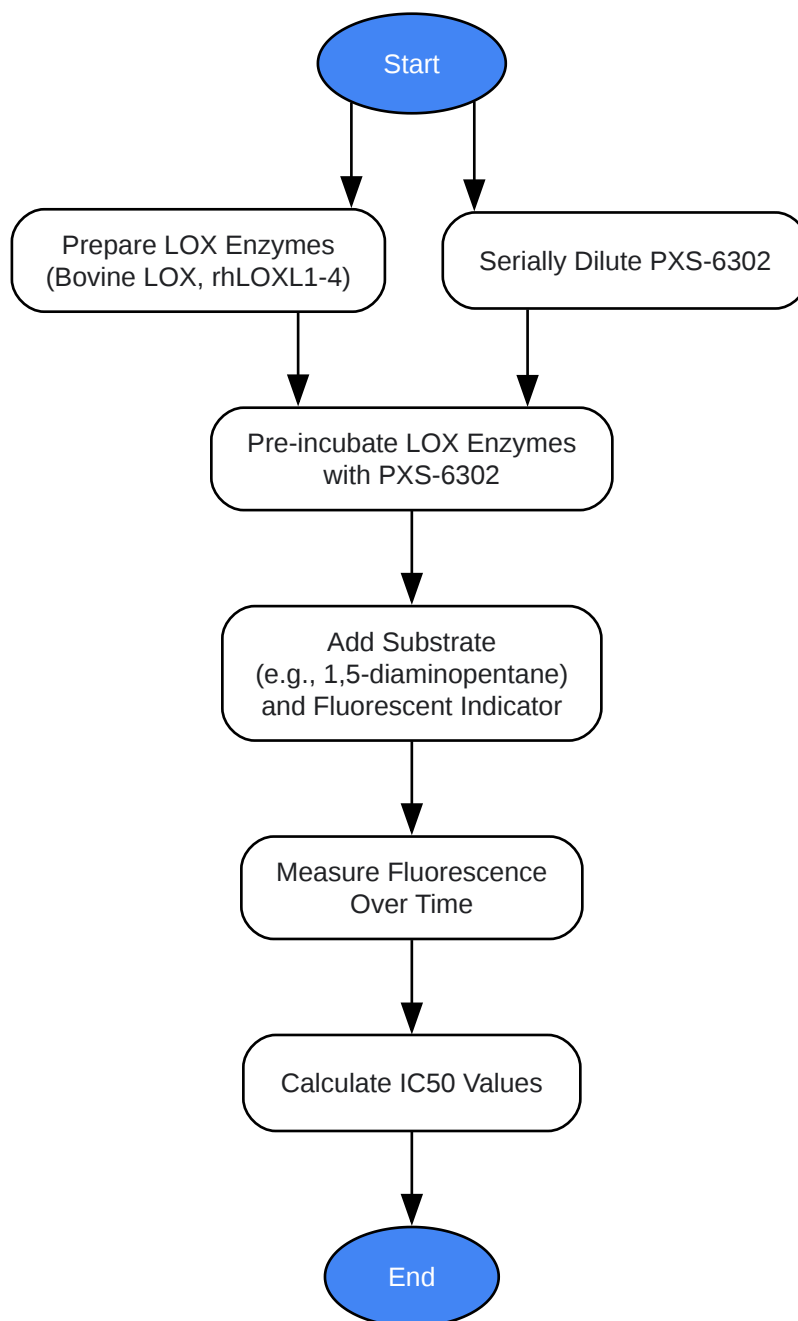 Start
Prepare LOX Enzymes
(Bovine LOX, rhLOXL1-4)
Serially Dilute PXS-6302
Pre-incubate LOX Enzymes
with PXS-6302
Add Substrate
(e.g., 1,5-diaminopentane)
and Fluorescent Indicator
Measure Fluorescence
Over Time
Calculate IC50 Values
End